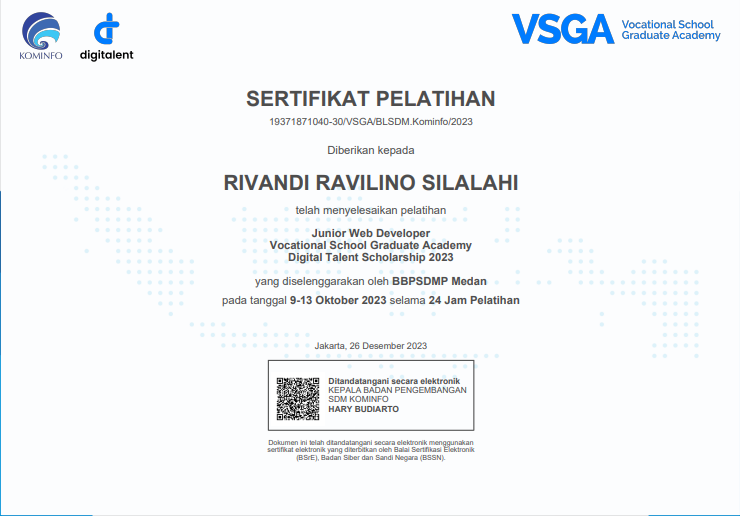 KOMINFO
digitalent
VSGA
Vocational School
Graduate Academy
SERTIFIKAT PELATIHAN
19371871040-30/VSGA/BLSDM.Kominfo/2023
Diberikan kepada
RIVANDI RAVILINO SILALAHI
telah menyelesaikan pelatihan
Junior Web Developer
Vocational School Graduate Academy
Digital Talent Scholarship 2023
yang diselenggarakan oleh BBPSDMP Medan
pada tanggal 9-13 Oktober 2023 selama 24 Jam Pelatihan
Jakarta, 26 Desember 2023
Ditandatangani secara elektronik
KEPALA BADAN PENGEMBANGAN
SDM KOMINFO
HARY BUDIARTO
Dokumen ini telah ditandatangani secara elektronik menggunakan
sertifikat elektronik yang diterbitkan oleh Balai Sertifikasi Elektronik
(BSrE), Badan Siber dan Sandi Negara (BSSN).